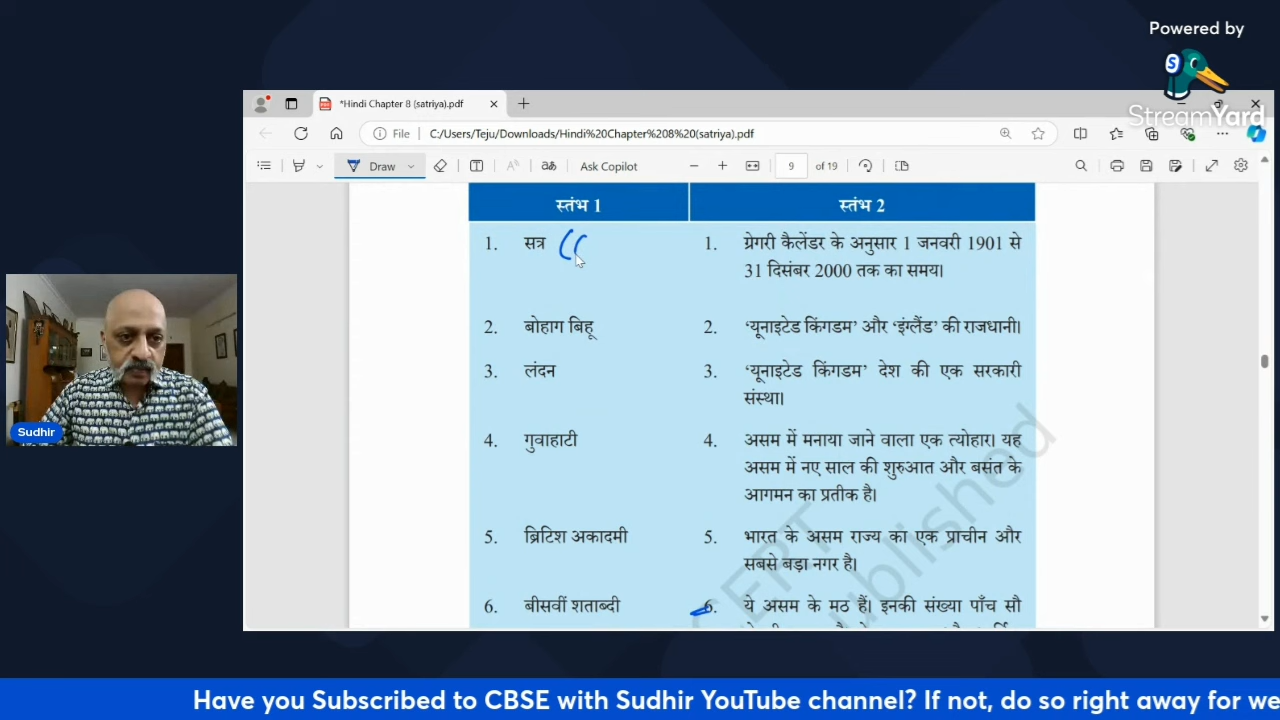 Powered by
StreamYard
*Hindi Chapter 8 (satriya).pdf
File
C:/Users/Teju/Downloads/Hindi%20Chapter%208%20(satriya).pdf
Draw
Ask Copilot
9
of 19
स्तंभ 1
स्तंभ 2
1. सत्र
1. ग्रेगरी कैलेंडर के अनुसार 1 जनवरी 1901 से
31 दिसंबर 2000 तक का समय।
2. बोहाग बिहू
2. ‘यूनाइटेड किंगडम’ और ‘इंग्लैंड’ की राजधानी।
3. लंदन
3. ‘यूनाइटेड किंगडम’ देश की एक सरकारी
संस्था।
4. गुवाहाटी
4. असम में मनाया जाने वाला एक त्योहार। यह
असम में नए साल की शुरुआत और बसंत के
आगमन का प्रतीक है।
5. ब्रिटिश अकादमी
5. भारत के असम राज्य का एक प्राचीन और
सबसे बड़ा नगर है।
6. बीसवीं शताब्दी
6. ये असम के मठ हैं। इनकी संख्या पाँच सौ
Sudhir
Have you Subscribed to CBSE with Sudhir YouTube channel? If not, do so right away for we